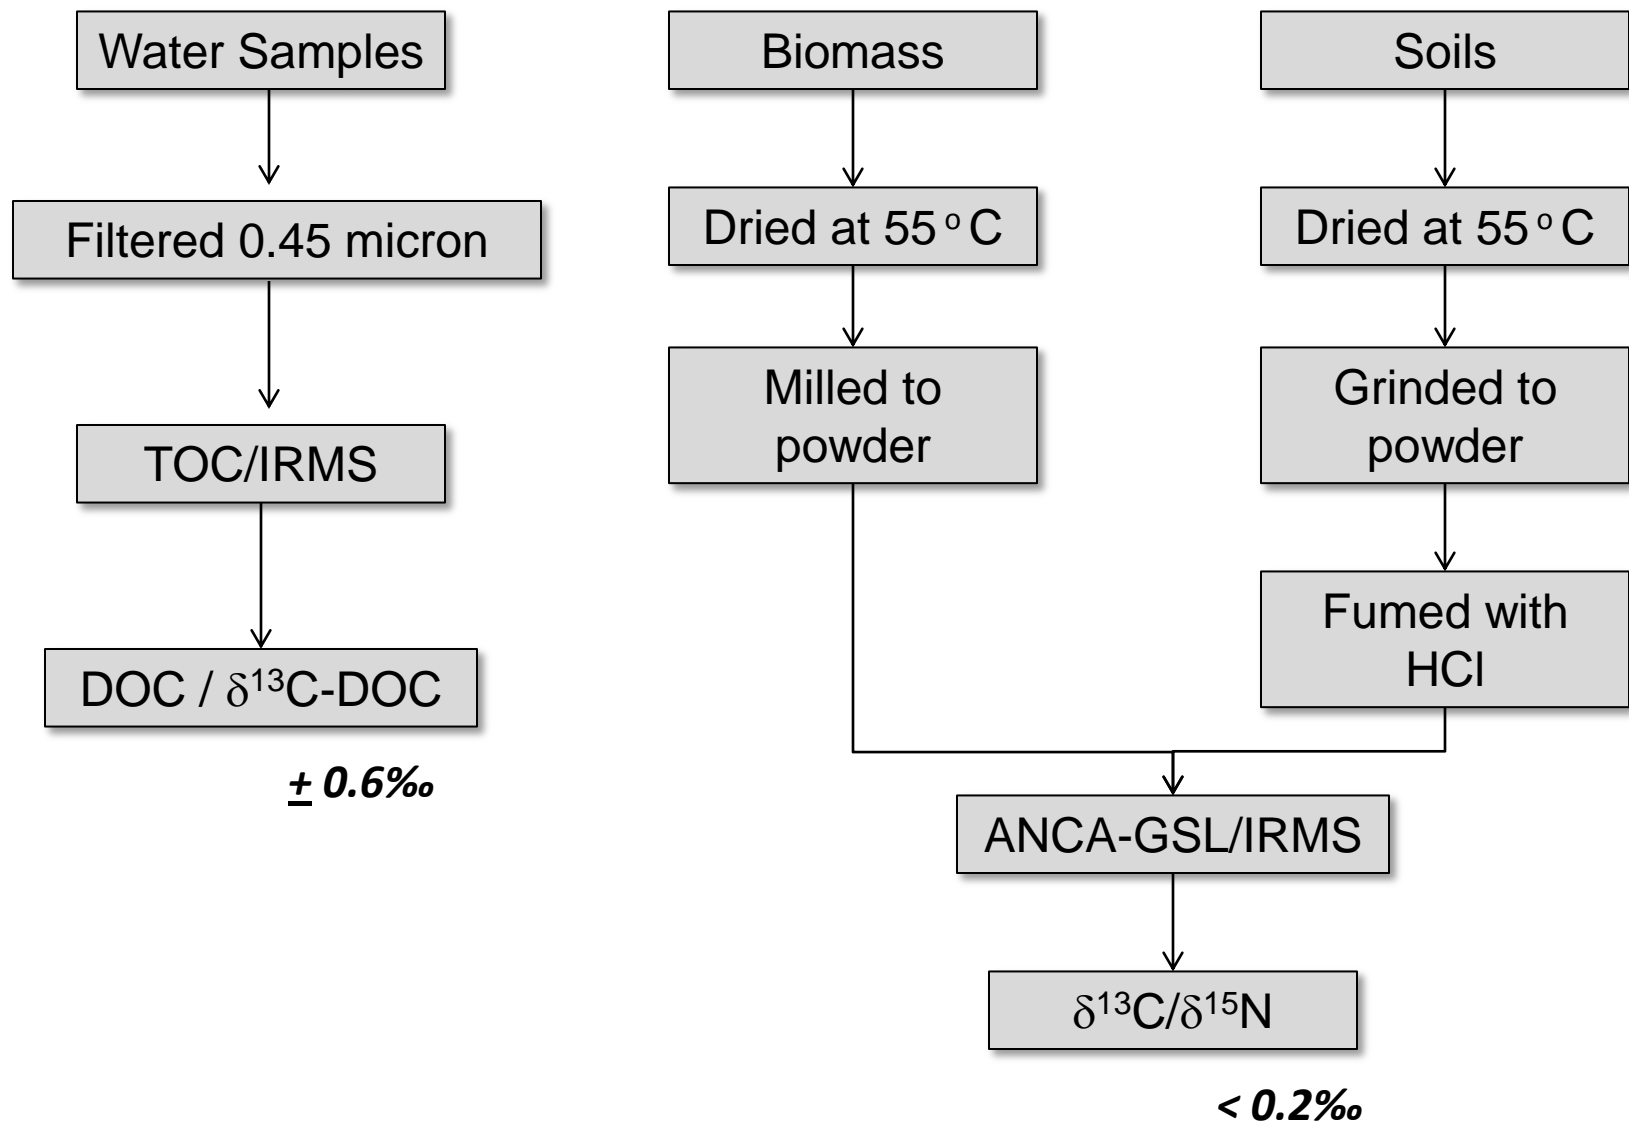 Water Samples
Filtered 0.45 micron
TOC/IRMS
DOC / δ¹³C-DOC
± 0.6‰
Biomass
Dried at 55 ᵒ C
Milled to
powder
Soils
Dried at 55 ᵒ C
Grinded to
powder
Fumed with
HCl
ANCA-GSL/IRMS
δ¹³C/δ¹⁵N
< 0.2‰